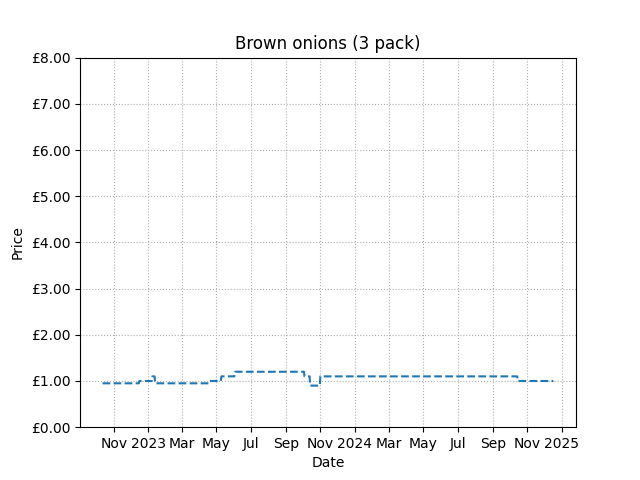 Brown onions (3 pack)
£8.00
£7.00
£6.00
£5.00
£4.00
£3.00
£2.00
£1.00
£0.00
Price
Nov 2023 Mar May Jul Sep Nov 2024 Mar May Jul Sep Nov 2025
Date